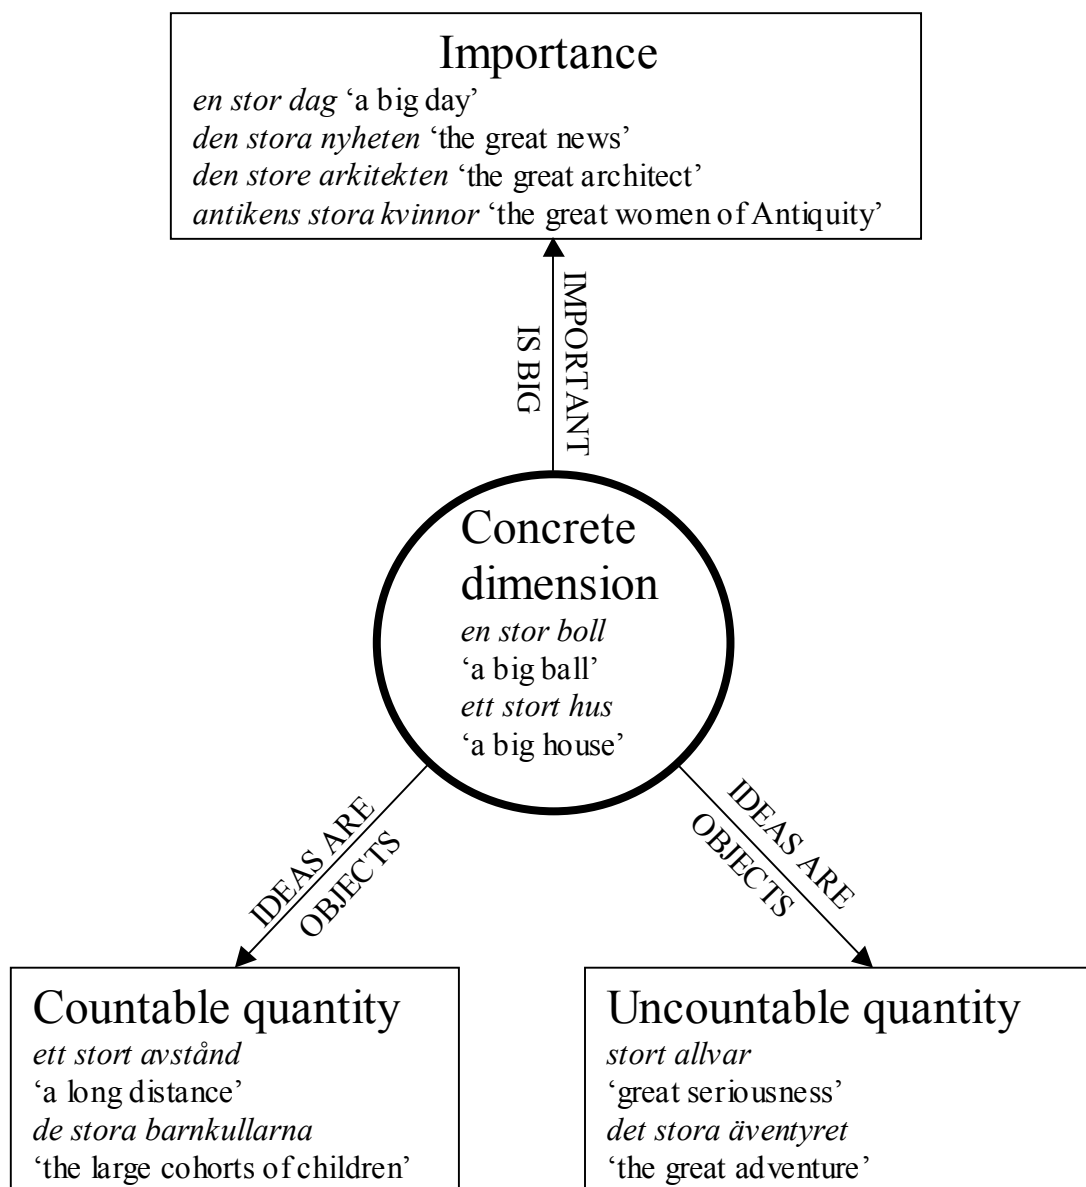 Importance
en stor dag ‘a big day’
den stora nyheten ‘the great news’
den store arkitekten ‘the great architect’
antikens stora kvinnor ‘the great women of Antiquity’
IMPORTANT
IS BIG
Concrete
dimension
en stor boll
‘a big ball’
ett stort hus
‘a big house’
IDEAS ARE
OBJECTS
IDEAS ARE
OBJECTS
Countable quantity
ett stort avstånd
‘a long distance’
de stora barnkullarna
‘the large cohorts of children’
Uncountable quantity
stort allvar
‘great seriousness’
det stora äventyret
‘the great adventure’